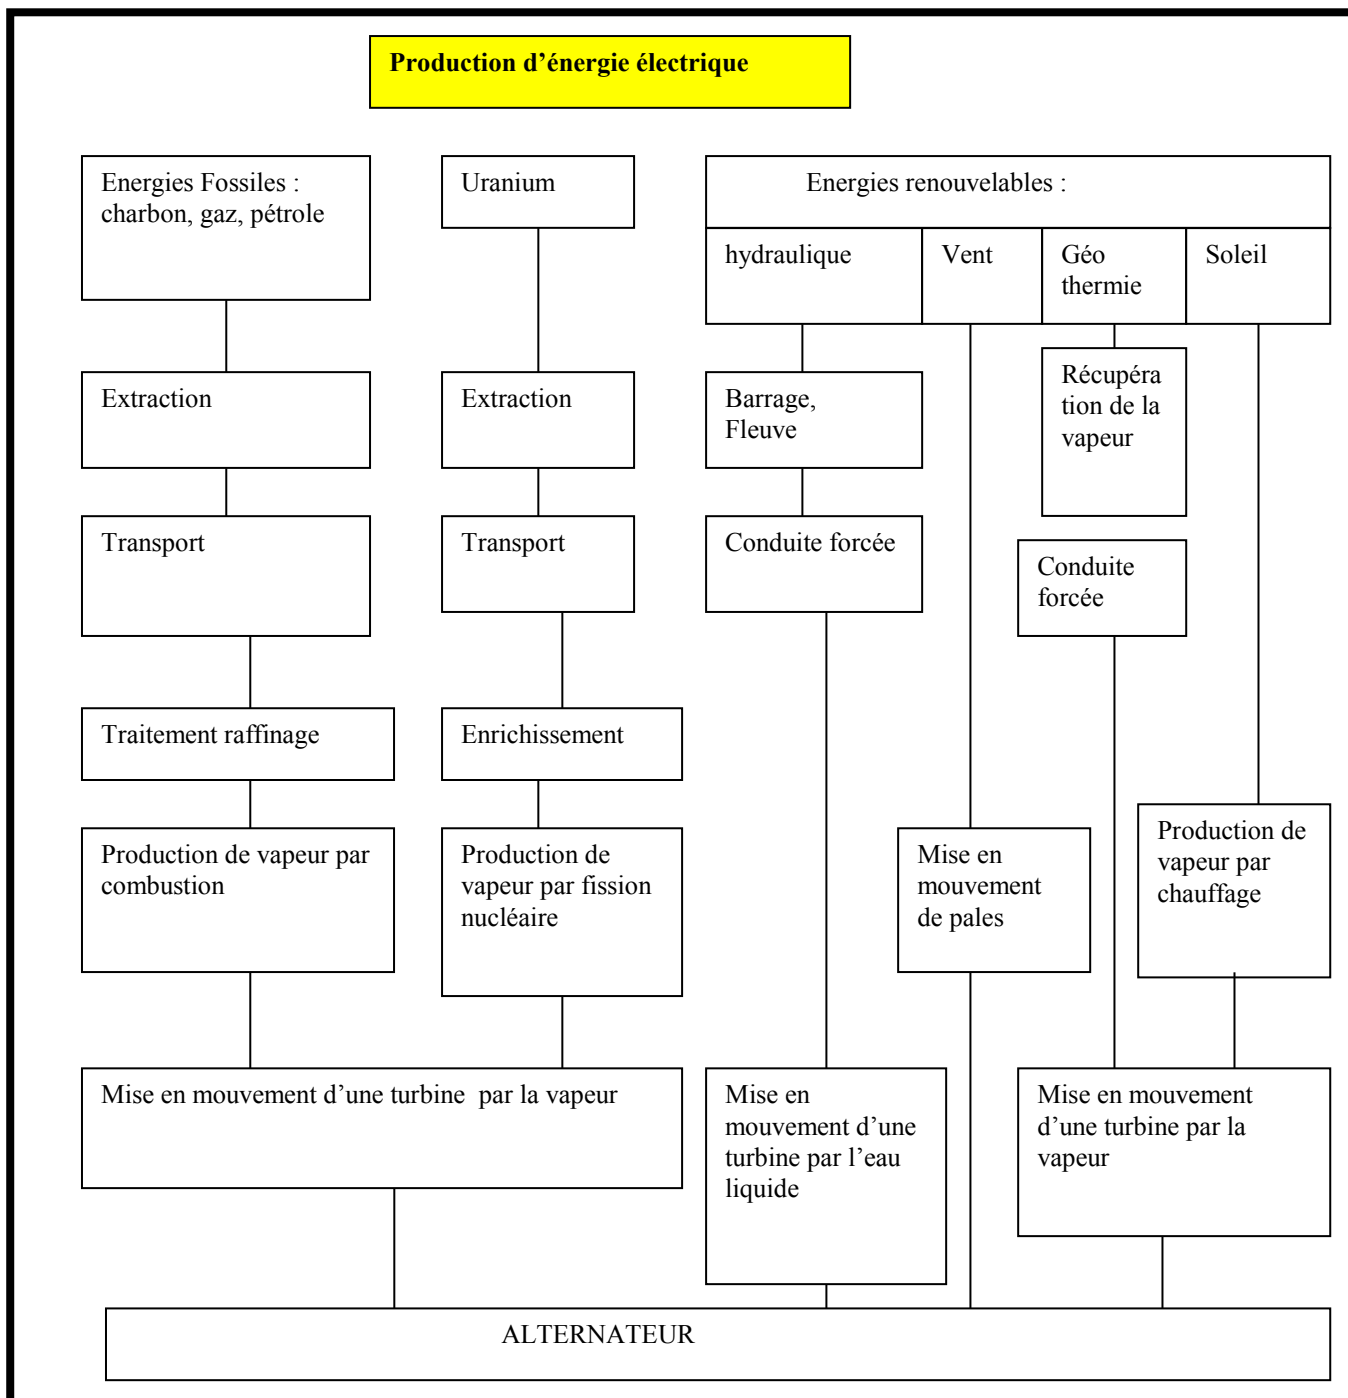 Production d’énergie électrique
Energies Fossiles :
charbon, gaz, pétrole
Uranium
Energies renouvelables :
hydraulique
Vent
Géo
thermie
Soleil
Extraction
Extraction
Barrage,
Fleuve
Récupéra
tion de la
vapeur
Transport
Transport
Conduite forcée
Conduite
forcée
Traitement raffinage
Enrichissement
Production de vapeur par
combustion
Production de
vapeur par fission
nucléaire
Mise en
mouvement
de pales
Production de
vapeur par
chauffage
Mise en mouvement d’une turbine  par la vapeur
Mise en
mouvement d’une
turbine par l’eau
liquide
Mise en mouvement
d’une turbine par la
vapeur
ALTERNATEUR